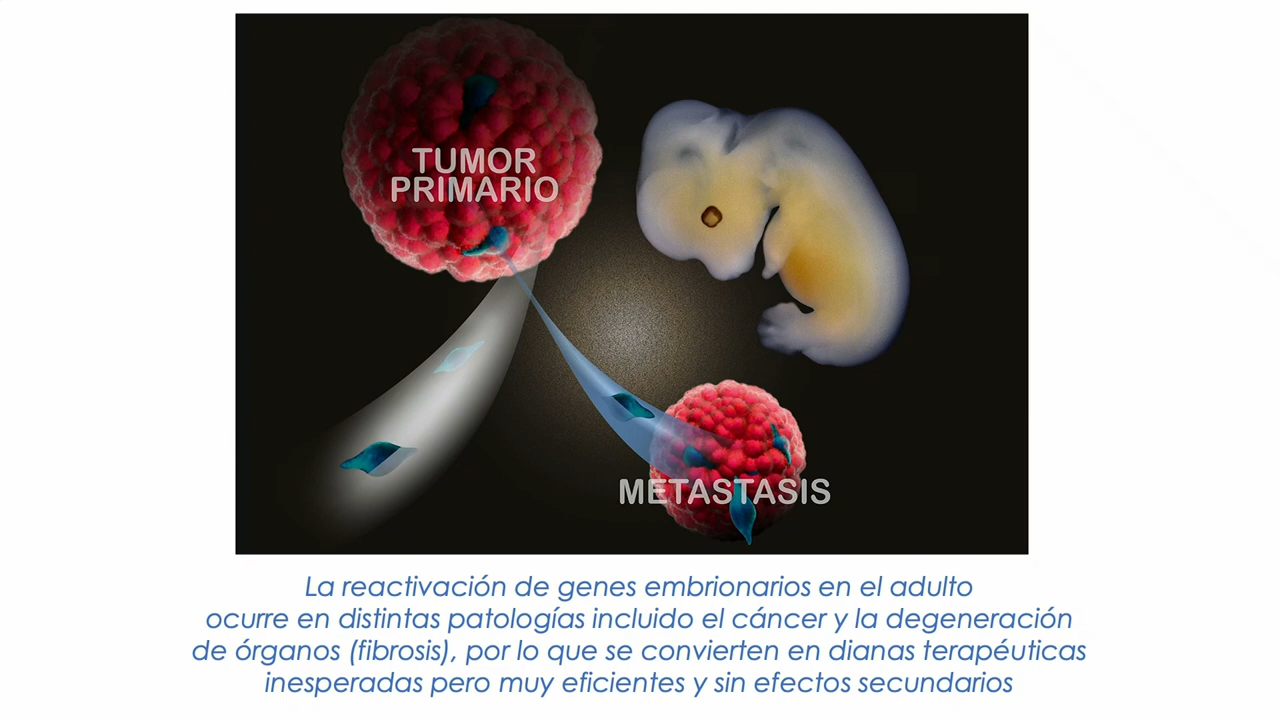 TUMOR
PRIMARIO
METASTASIS
La reactivación de genes embrionarios en el adulto
ocurre en distintas patologías incluido el cáncer y la degeneración
de órganos (fibrosis), por lo que se convierten en dianas terapéuticas
inesperadas pero muy eficientes y sin efectos secundarios